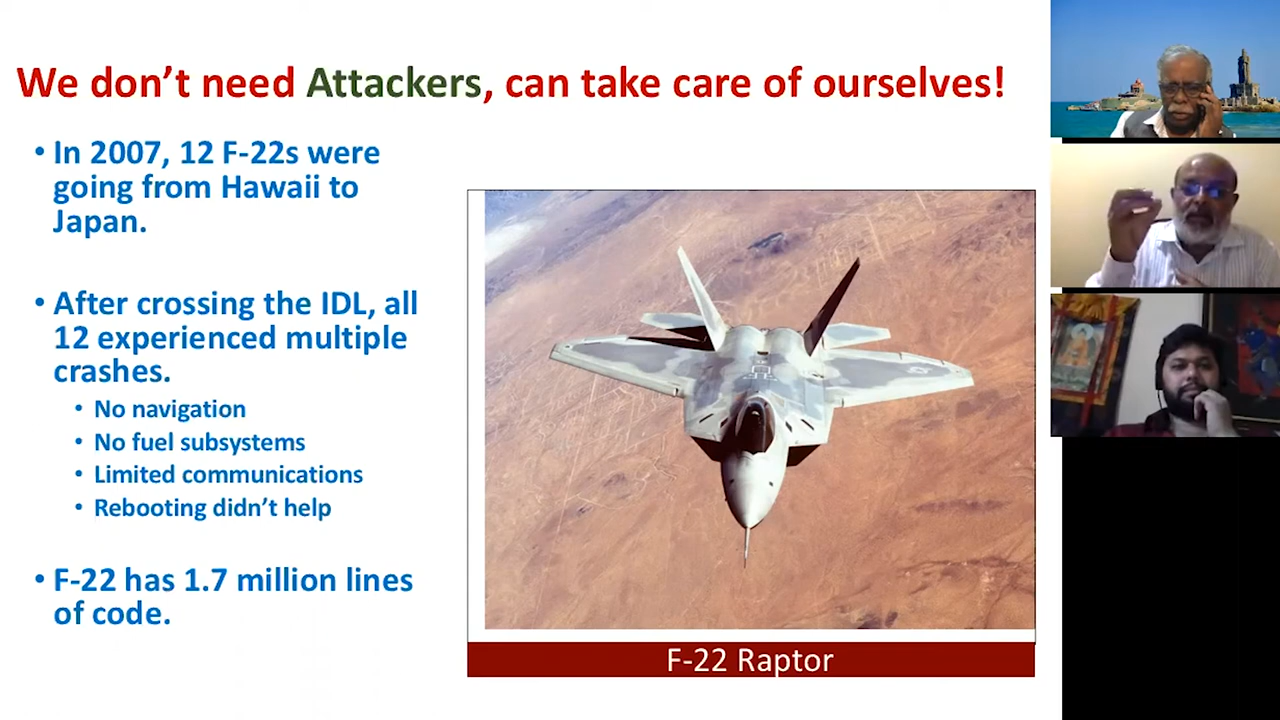 We don’t need Attackers, can take care of ourselves!
• In 2007, 12 F-22s were
going from Hawaii to
Japan.
• After crossing the IDL, all
12 experienced multiple
crashes.
• No navigation
• No fuel subsystems
• Limited communications
• Rebooting didn’t help
• F-22 has 1.7 million lines
of code.
F-22 Raptor